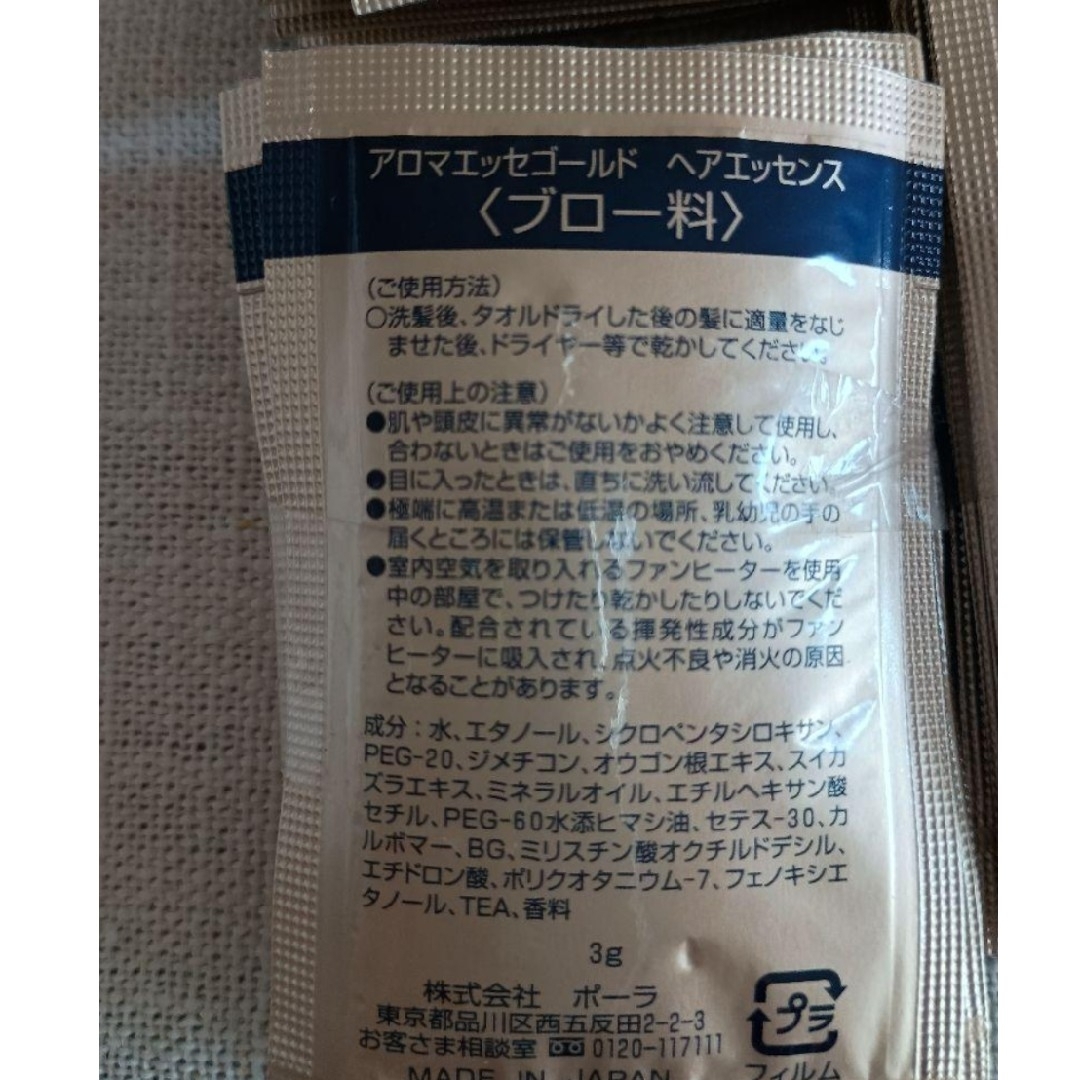 アロマエッセゴールド　ヘアエッセンス
〈ブロー料〉
(ご使用方法)
○洗髪後、タオルドライした後の髪に適量をなじ
ませた後、ドライヤー等で乾かしてください。
(ご使用上の注意)
●肌や頭皮に異常がないかよく注意して使用し、
合わないときはご使用をおやめください。
●目に入ったときは、直ちに洗い流してください。
●極端に高温または低温の場所、乳幼児の手の
届くところには保管しないでください。
●室内空気を取り入れるファンヒーターを使用
中の部屋で、つけたり乾かしたりしないでくだ
さい。配合されている揮発性成分がファン
ヒーターに吸入され、点火不良や消火の原因
となることがあります。
成分：水、エタノール、シクロペンタシロキサン、
PEG-20、ジメチコン、オウゴン根エキス、スイカ
ズラエキス、ミネラルオイル、エチルヘキサン酸
セチル、PEG-60水添ヒマシ油、セテス-30、カ
ルボマー、BG、ミリスチン酸オクチルドデシル、
エチドロン酸、ポリクオタニウム-7、フェノキシエ
タノール、TEA、香料
3g
株式会社　ポーラ
東京都品川区西五反田2-2-3
お客さま相談室 0120-117111
MADE IN JAPAN
プラ
フィルム